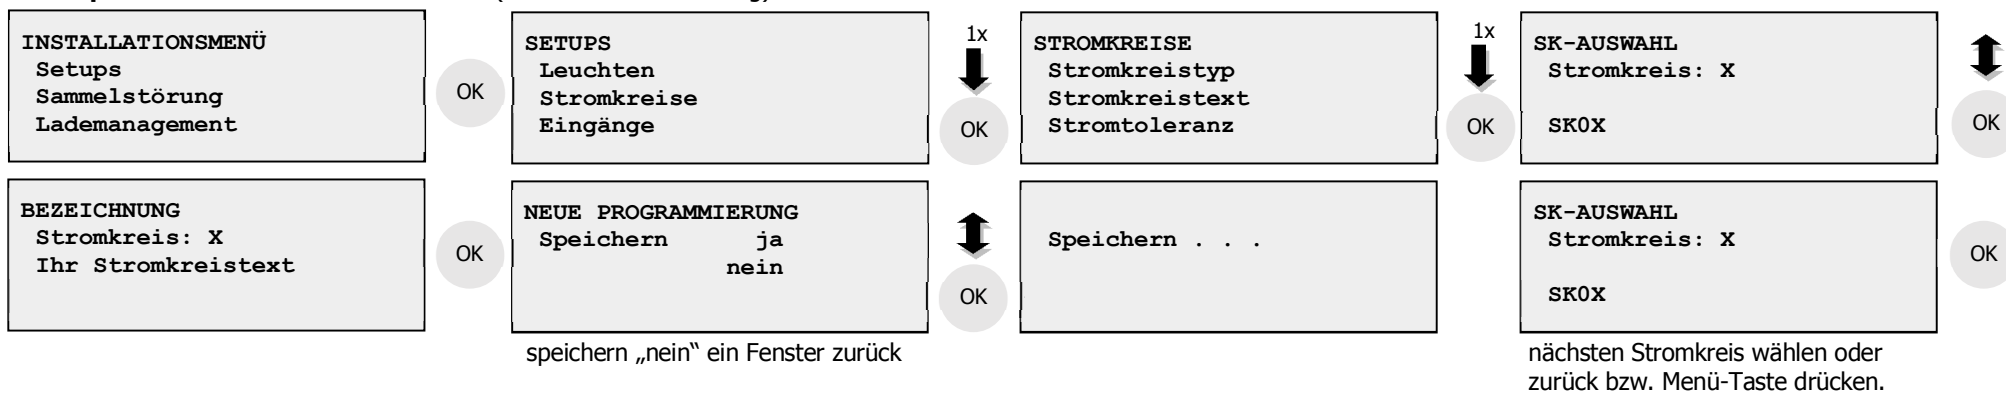 INSTALLATIONSMENÜ
Setups
Sammelstörung
Lademanagement
OK
SETUPS
Leuchten
Stromkreise
Eingänge
1x
OK
STROMKREISE
Stromkreistyp
Stromkreistext
Stromtoleranz
1x
OK
SK-AUSWAHL
Stromkreis: X
SK0X
OK
BEZEICHNUNG
Stromkreis: X
Ihr Stromkreistext
OK
NEUE PROGRAMMIERUNG
Speichern ja
nein
OK
speichern „nein“ ein Fenster zurück
Speichern . . .
SK-AUSWAHL
Stromkreis: X
SK0X
OK
nächsten Stromkreis wählen oder
zurück bzw. Menü-Taste drücken.